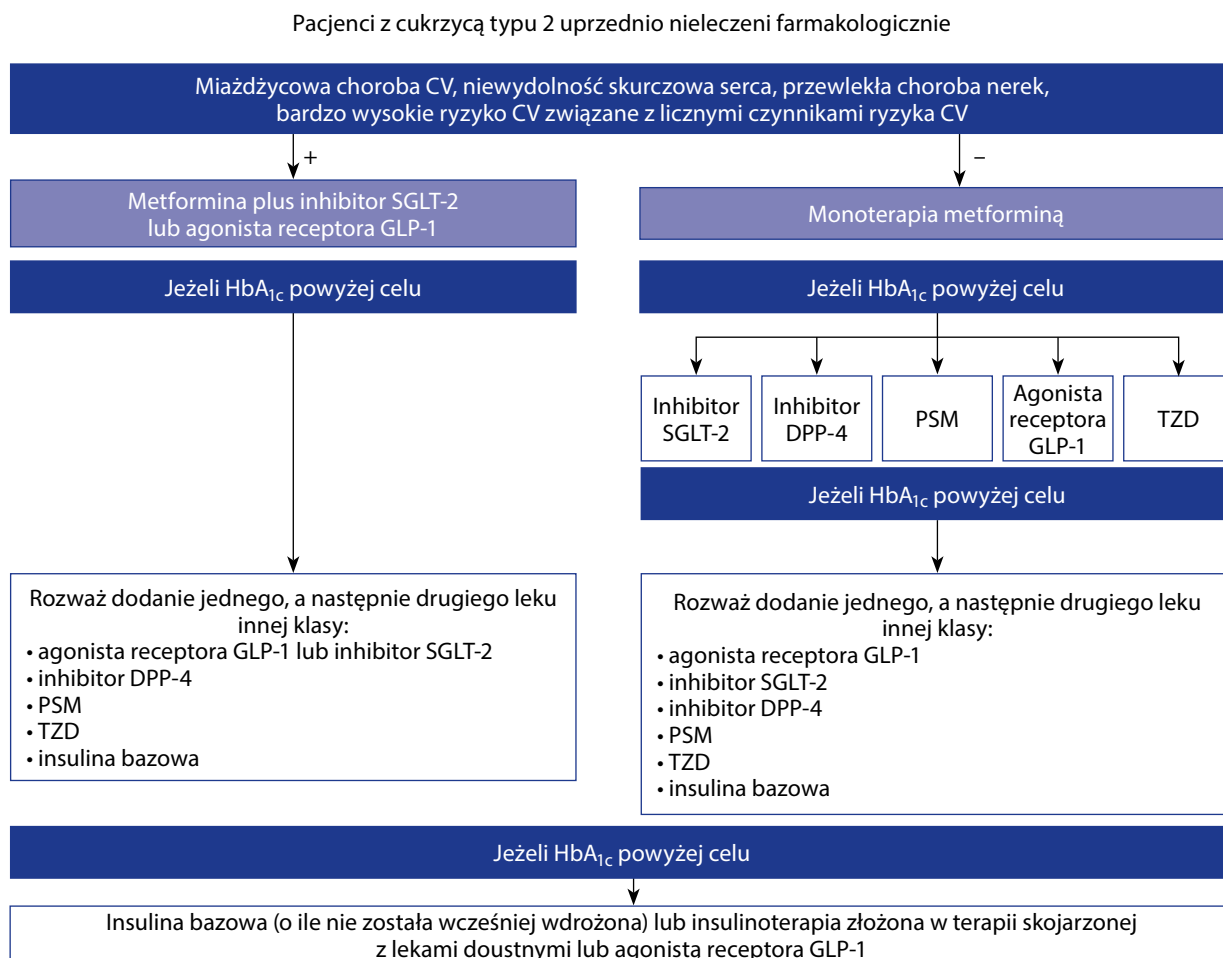 Pacjenci z cukrzycą typu 2 uprzednio nieleczeni farmakologicznie
Miażdżycowa choroba CV, niewydolność skurczowa serca, przewlekła choroba nerek,
bardzo wysokie ryzyko CV związane z licznymi czynnikami ryzyka CV
+
–
Metformina plus inhibitor SGLT-2
lub agonista receptora GLP-1
Jeżeli HbA1c powyżej celu
Rozważ dodanie jednego, a następnie drugiego leku
innej klasy:
• agonista receptora GLP-1 lub inhibitor SGLT-2
• inhibitor DPP-4
• PSM
• TZD
• insulina bazowa
Monoterapia metforminą
Jeżeli HbA1c powyżej celu
Inhibitor
SGLT-2
Inhibitor
DPP-4
PSM
Agonista
receptora
GLP-1
TZD
Jeżeli HbA1c powyżej celu
Rozważ dodanie jednego, a następnie drugiego leku
innej klasy:
• agonista receptora GLP-1
• inhibitor SGLT-2
• inhibitor DPP-4
• PSM
• TZD
• insulina bazowa
Jeżeli HbA1c powyżej celu
Insulina bazowa (o ile nie została wcześniej wdrożona) lub insulinoterapia złożona w terapii skojarzonej
z lekami doustnymi lub agonistą receptora GLP-1